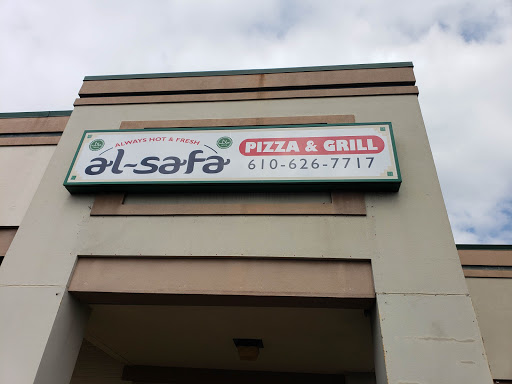 ALWAYS HOT & FRESH
al-safa
PIZZA & GRILL
610-626-7717